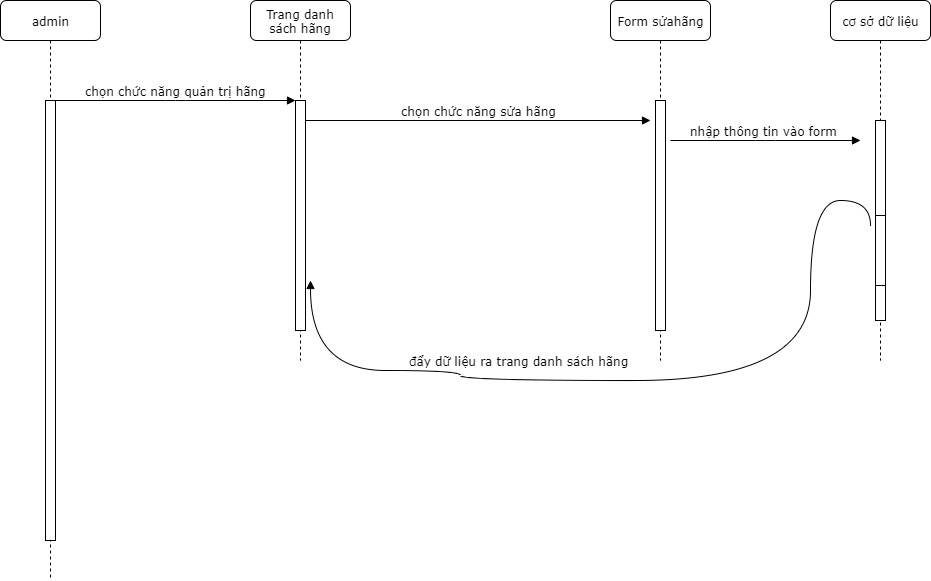 admin
Trang danh
sách hãng
Form sửahãng
cơ sở dữ liệu
chọn chức năng quản trị hãng
chọn chức năng sửa hãng
nhập thông tin vào form
đẩy dữ liệu ra trang danh sách hãng